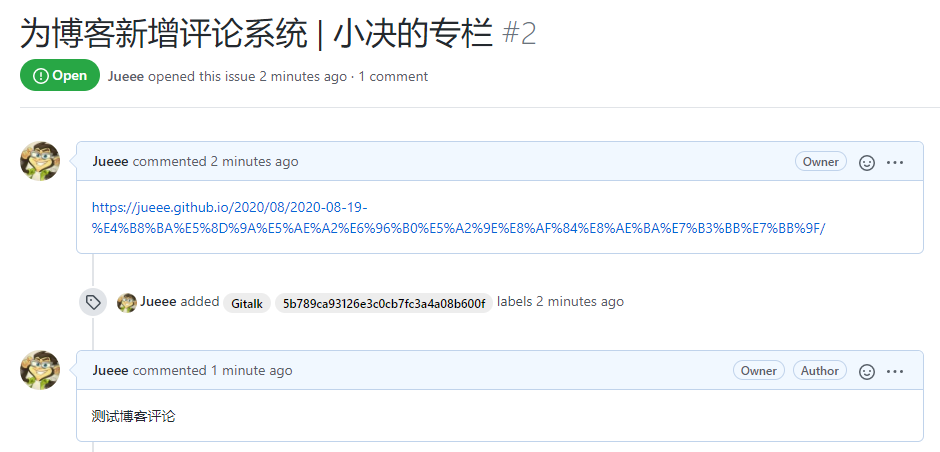 为博客新增评论系统 | 小决的专栏 #2
Open Jueee opened this issue 2 minutes ago · 1 comment
Jueee commented 2 minutes ago Owner
https://jueee.github.io/2020/08/2020-08-19-
%E4%B8%BA%E5%8D%9A%E5%AE%A2%E6%96%B0%E5%A2%9E%E8%AF%84%E8%AE%BA%E7%B3%BB%E7%BB%9F/
Jueee added Gitalk 5b789ca93126e3c0cb7fc3a4a08b600f labels 2 minutes ago
Jueee commented 1 minute ago Owner Author
测试博客评论